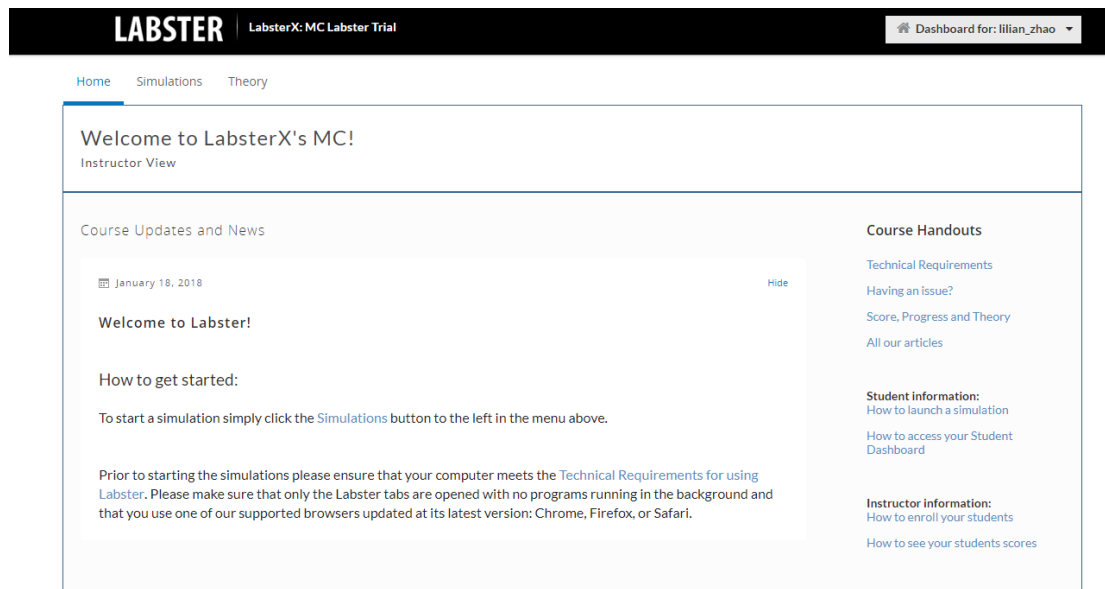 LABSTER LabsterX: MC Labster Trial Dashboard for: lilian_zhao
Home Simulations Theory
Welcome to LabsterX's MC!
Instructor View
Course Updates and News
January 18, 2018 Hide
Welcome to Labster!
How to get started:
To start a simulation simply click the Simulations button to the left in the menu above.
Prior to starting the simulations please ensure that your computer meets the Technical Requirements for using
Labster. Please make sure that only the Labster tabs are opened with no programs running in the background and
that you use one of our supported browsers updated at its latest version: Chrome, Firefox, or Safari.
Course Handouts
Technical Requirements
Having an issue?
Score, Progress and Theory
All our articles
Student information:
How to launch a simulation
How to access your Student
Dashboard
Instructor information:
How to enroll your students
How to see your students scores